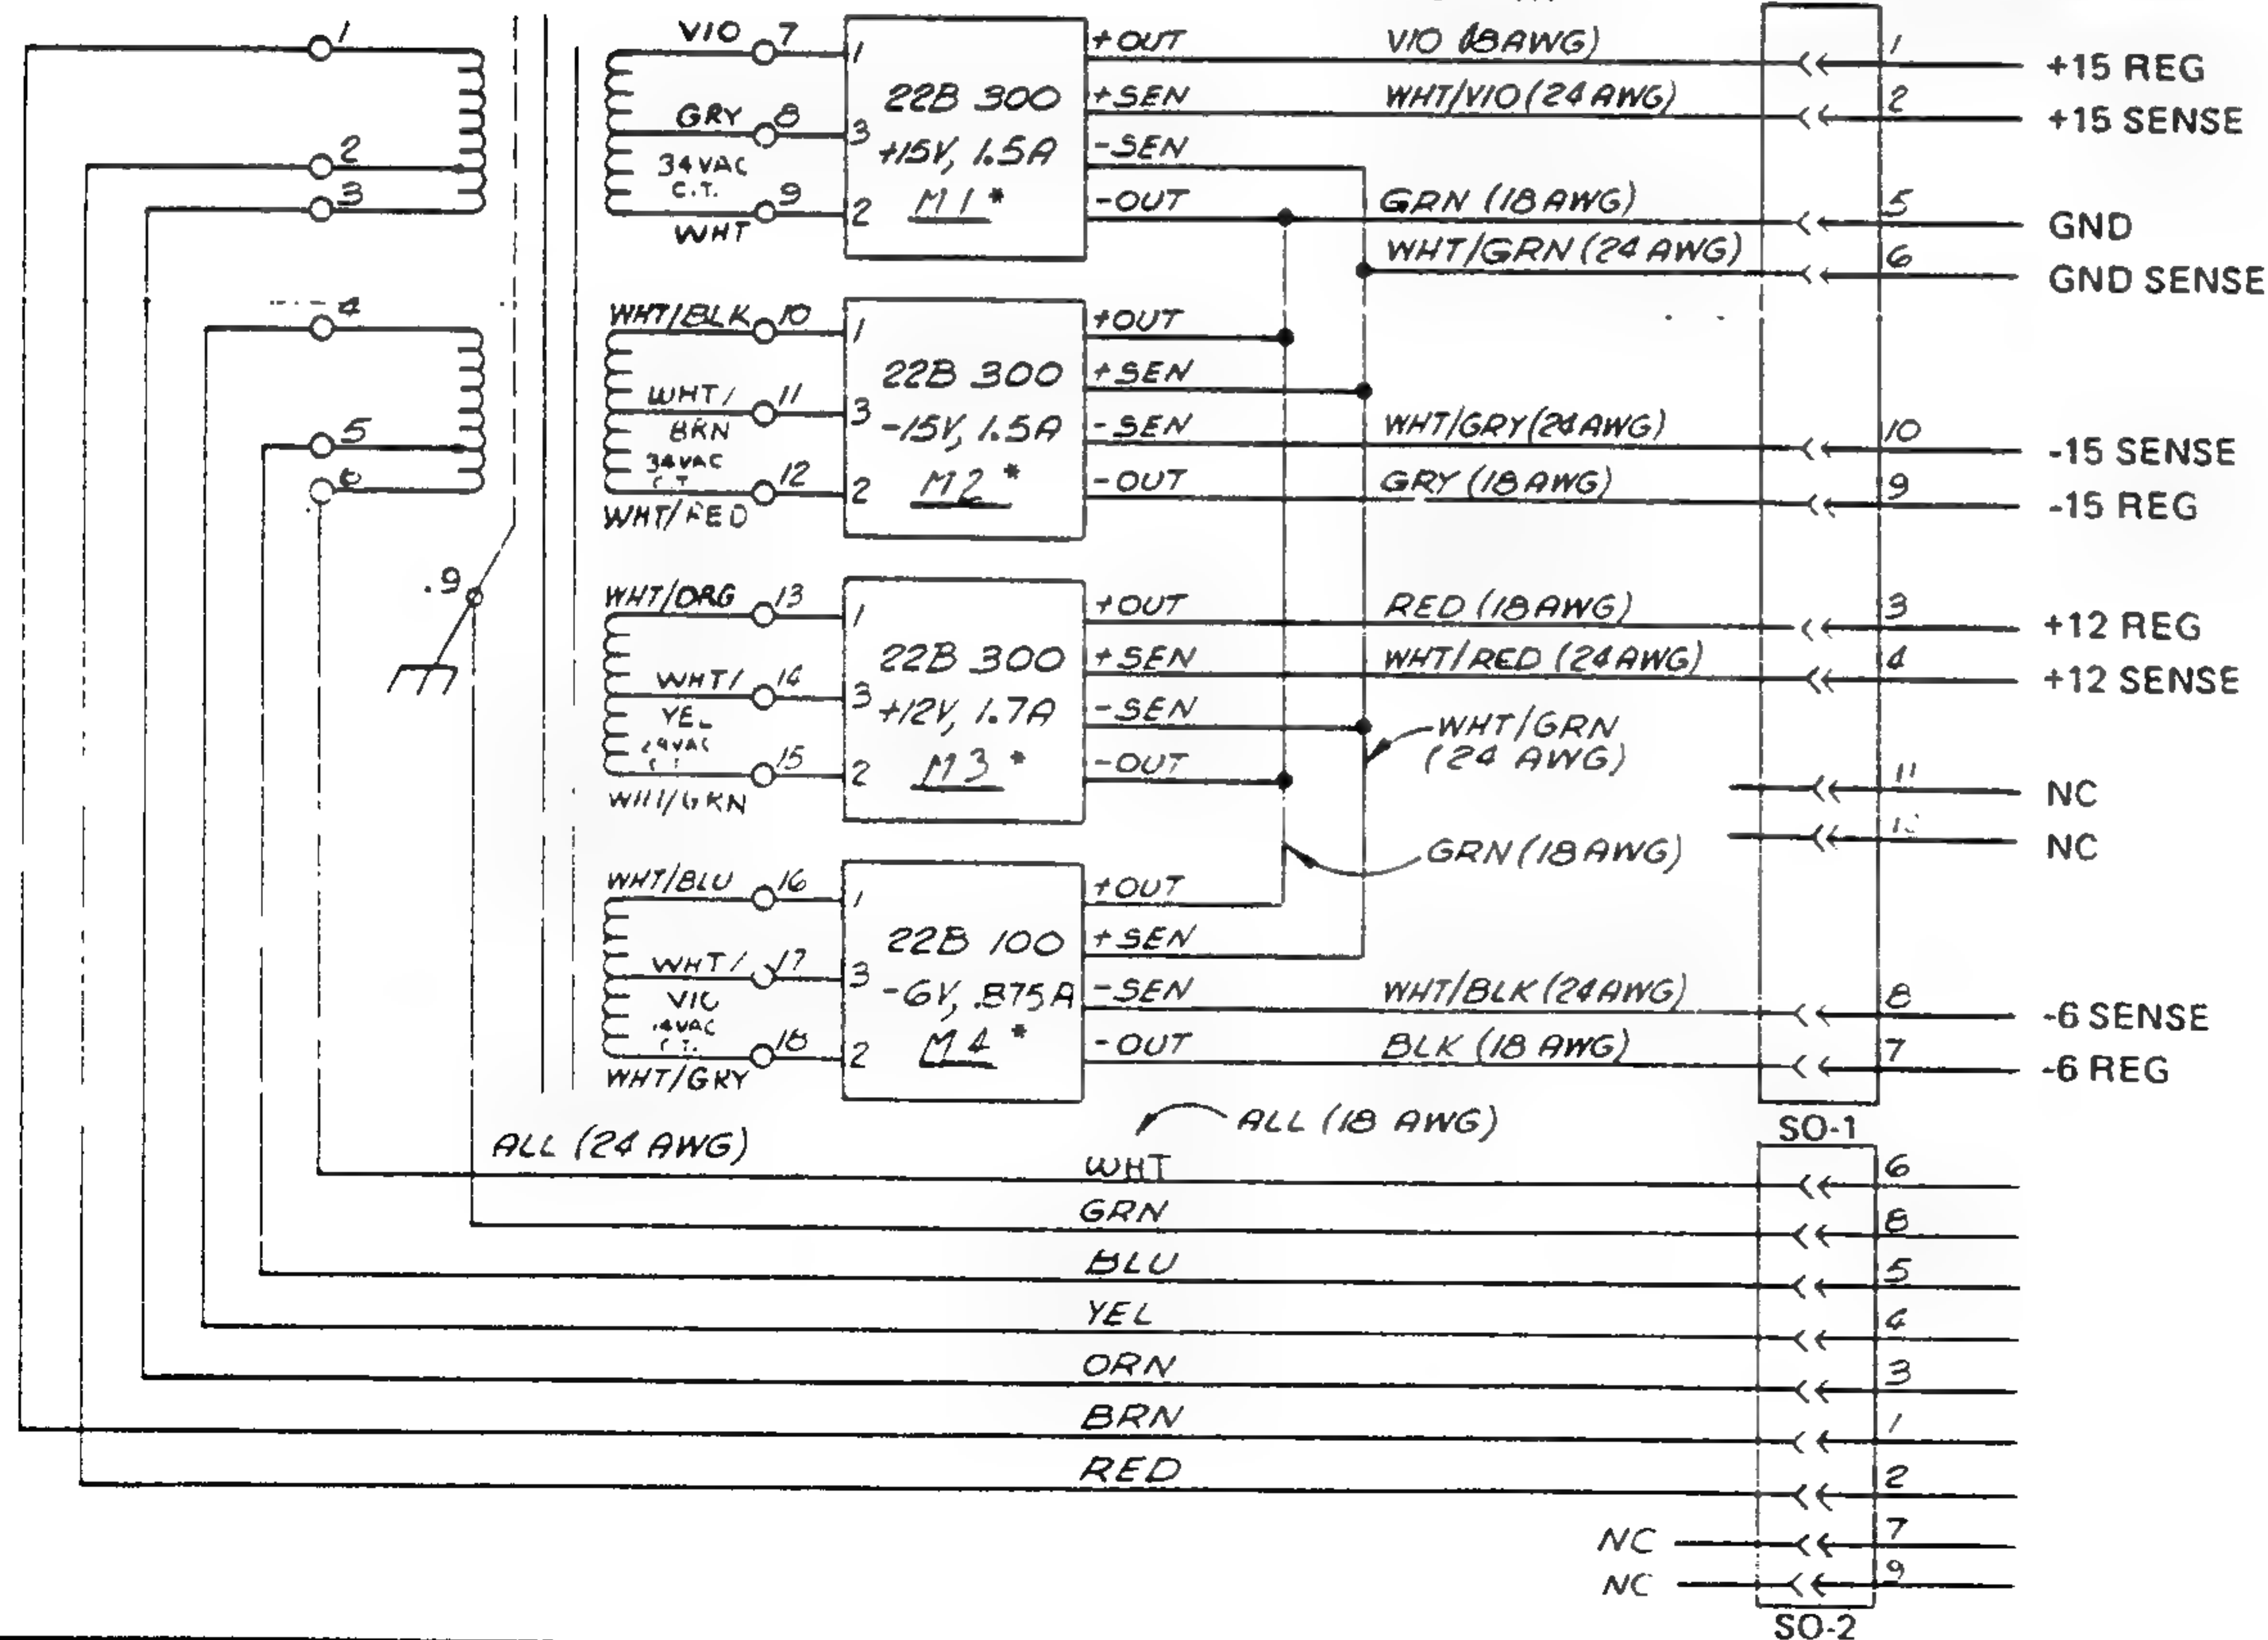 1
2
3
4
5
6
.9
VIO 7
GRY 8
34VAC
C.T.
9
WHT
1
3
2
22B 300
+15V, 1.5A
M1*
+OUT
+SEN
-SEN
-OUT
VIO (18AWG)
WHT/VIO (24AWG)
GRN (18AWG)
WHT/GRN (24AWG)
1
+15 REG
2
+15 SENSE
5
GND
6
GND SENSE
WHT/BLK 10
WHT/ 11
BRN
34VAC
12
WHT/RED
1
3
2
22B 300
-15V, 1.5A
M2*
+OUT
+SEN
-SEN
-OUT
WHT/GRY (24AWG)
GRY (18AWG)
10
-15 SENSE
9
-15 REG
WHT/ORG 13
WHT/ 14
YEL
15
WHT/GRN
1
3
2
22B 300
+12V, 1.7A
M3*
+OUT
+SEN
-SEN
-OUT
RED (18AWG)
WHT/RED (24AWG)
WHT/GRN
(24 AWG)
GRN (18AWG)
3
+12 REG
4
+12 SENSE
11
NC
NC
WHT/BLU 16
WHT/ 17
VIO
18
WHT/GRY
1
3
2
22B 100
-6V, .875A
M4*
+OUT
+SEN
-SEN
-OUT
WHT/BLK (24AWG)
BLK (18 AWG)
8
-6 SENSE
7
-6 REG
SO-1
ALL (24 AWG)
ALL (18 AWG)
WHT 6
GRN 8
BLU 5
YEL 4
ORN 3
BRN 1
RED 2
NC 7
NC 9
SO-2